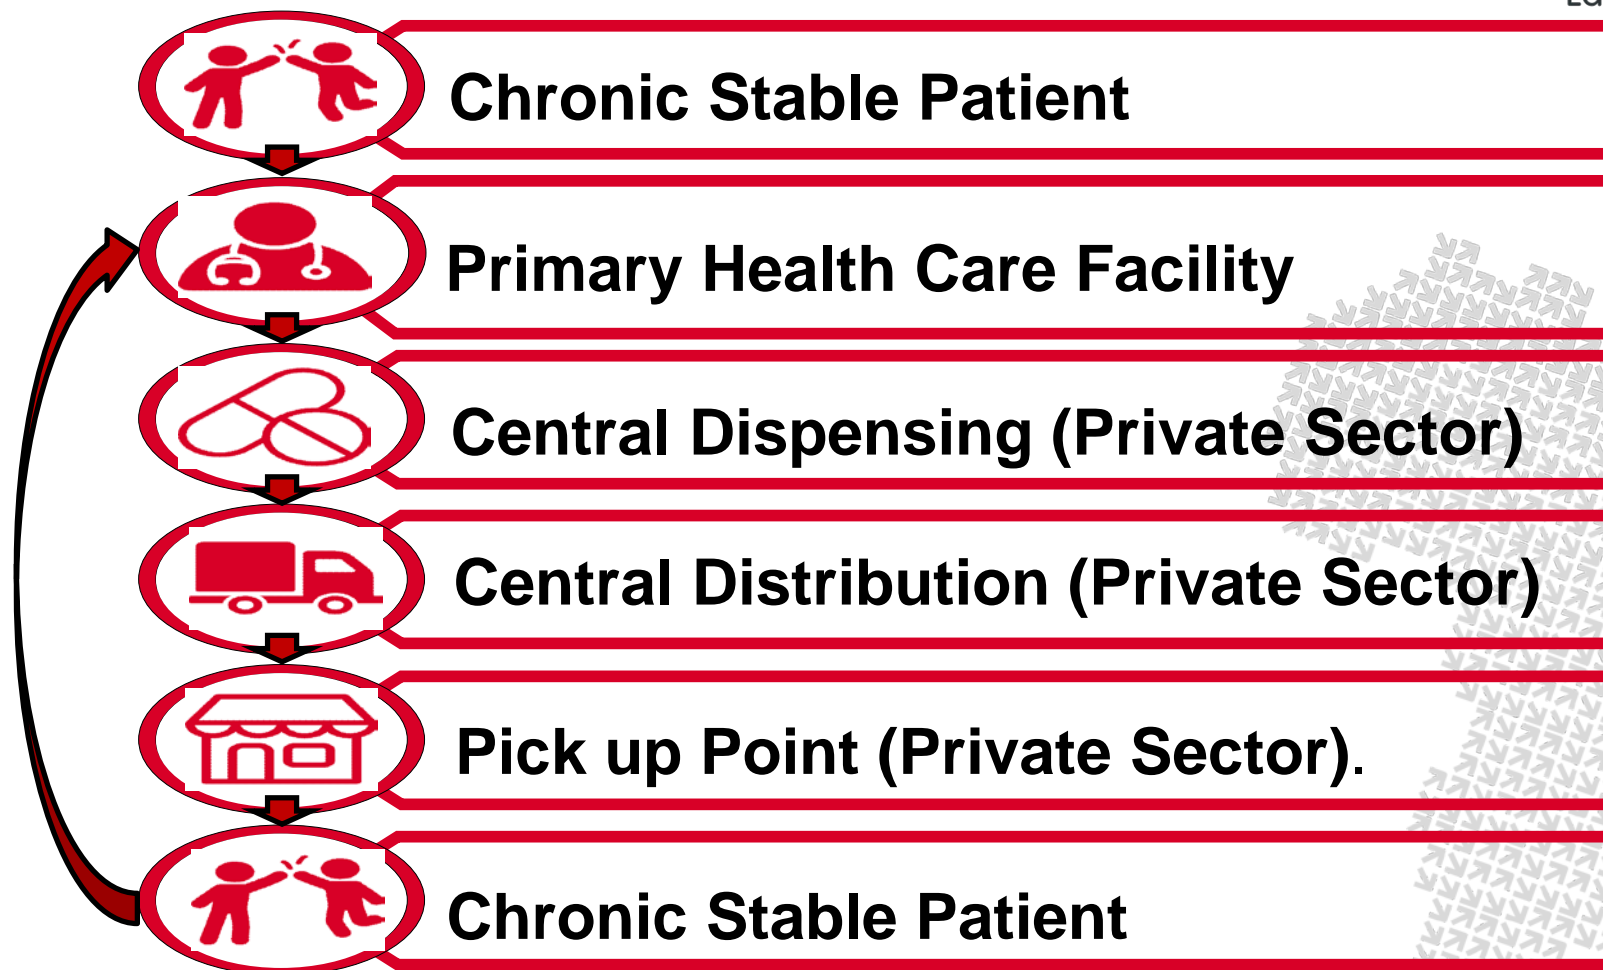 Chronic Stable Patient
Primary Health Care Facility
Central Dispensing (Private Sector)
Central Distribution (Private Sector)
Pick up Point (Private Sector).
Chronic Stable Patient